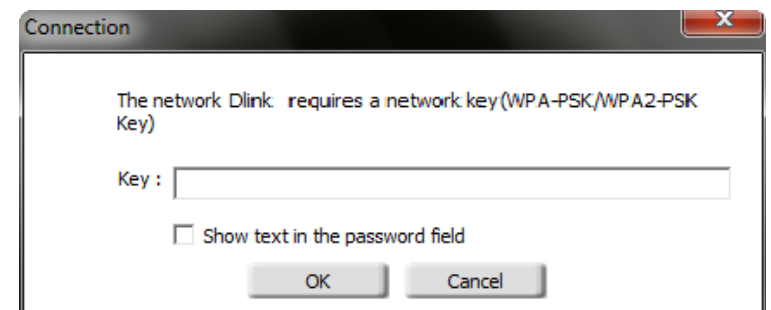 Connection
The network Dlink requires a network key(WPA-PSK/WPA2-PSK
Key)
Key :
Show text in the password field
OK Cancel